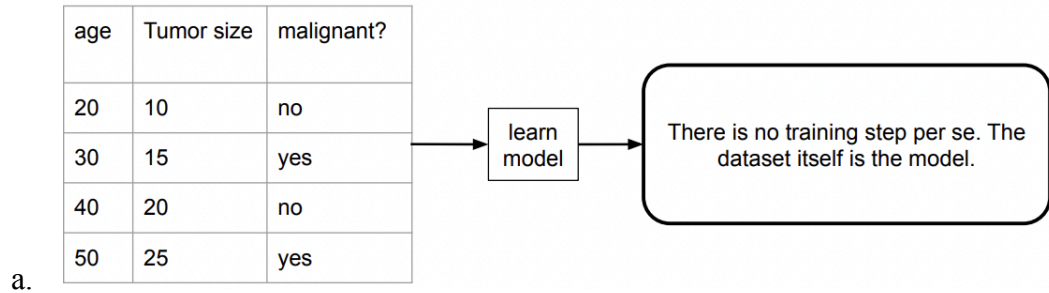 age Tumor size malignant?
20 10 no
30 15 yes
40 20 no
50 25 yes
learn
model
There is no training step per se. The
dataset itself is the model.
a.